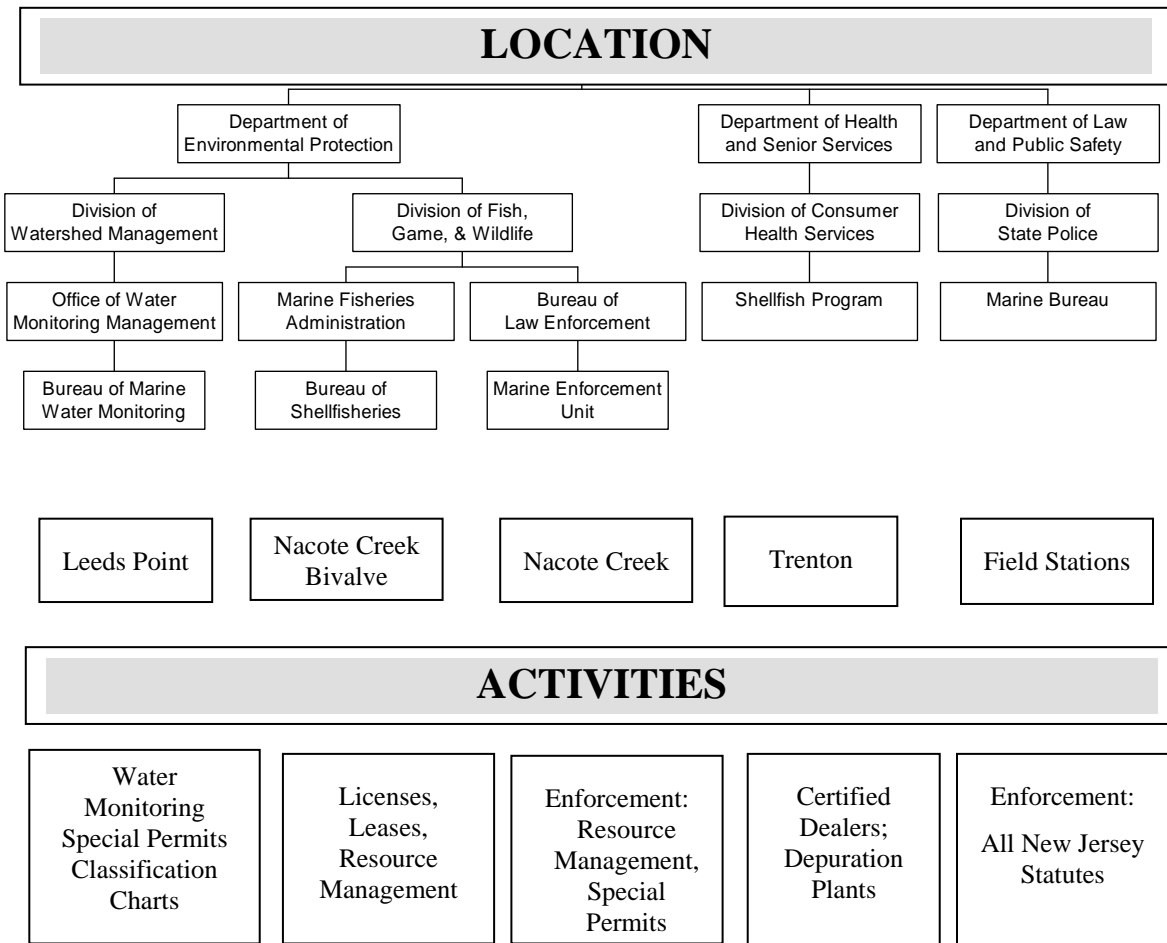 LOCATION
Department of
Environmental Protection
Department of Health
and Senior Services
Department of Law
and Public Safety
Division of
Watershed Management
Division of Fish,
Game, & Wildlife
Division of Consumer
Health Services
Division of
State Police
Office of Water
Monitoring Management
Marine Fisheries
Administration
Bureau of
Law Enforcement
Shellfish Program
Marine Bureau
Bureau of Marine
Water Monitoring
Bureau of
Shellfisheries
Marine Enforcement
Unit
Leeds Point
Nacote Creek
Bivalve
Nacote Creek
Trenton
Field Stations
ACTIVITIES
Water
Monitoring
Special Permits
Classification
Charts
Licenses,
Leases,
Resource
Management
Enforcement:
Resource
Management,
Special
Permits
Certified
Dealers;
Depuration
Plants
Enforcement:
All New Jersey
Statutes